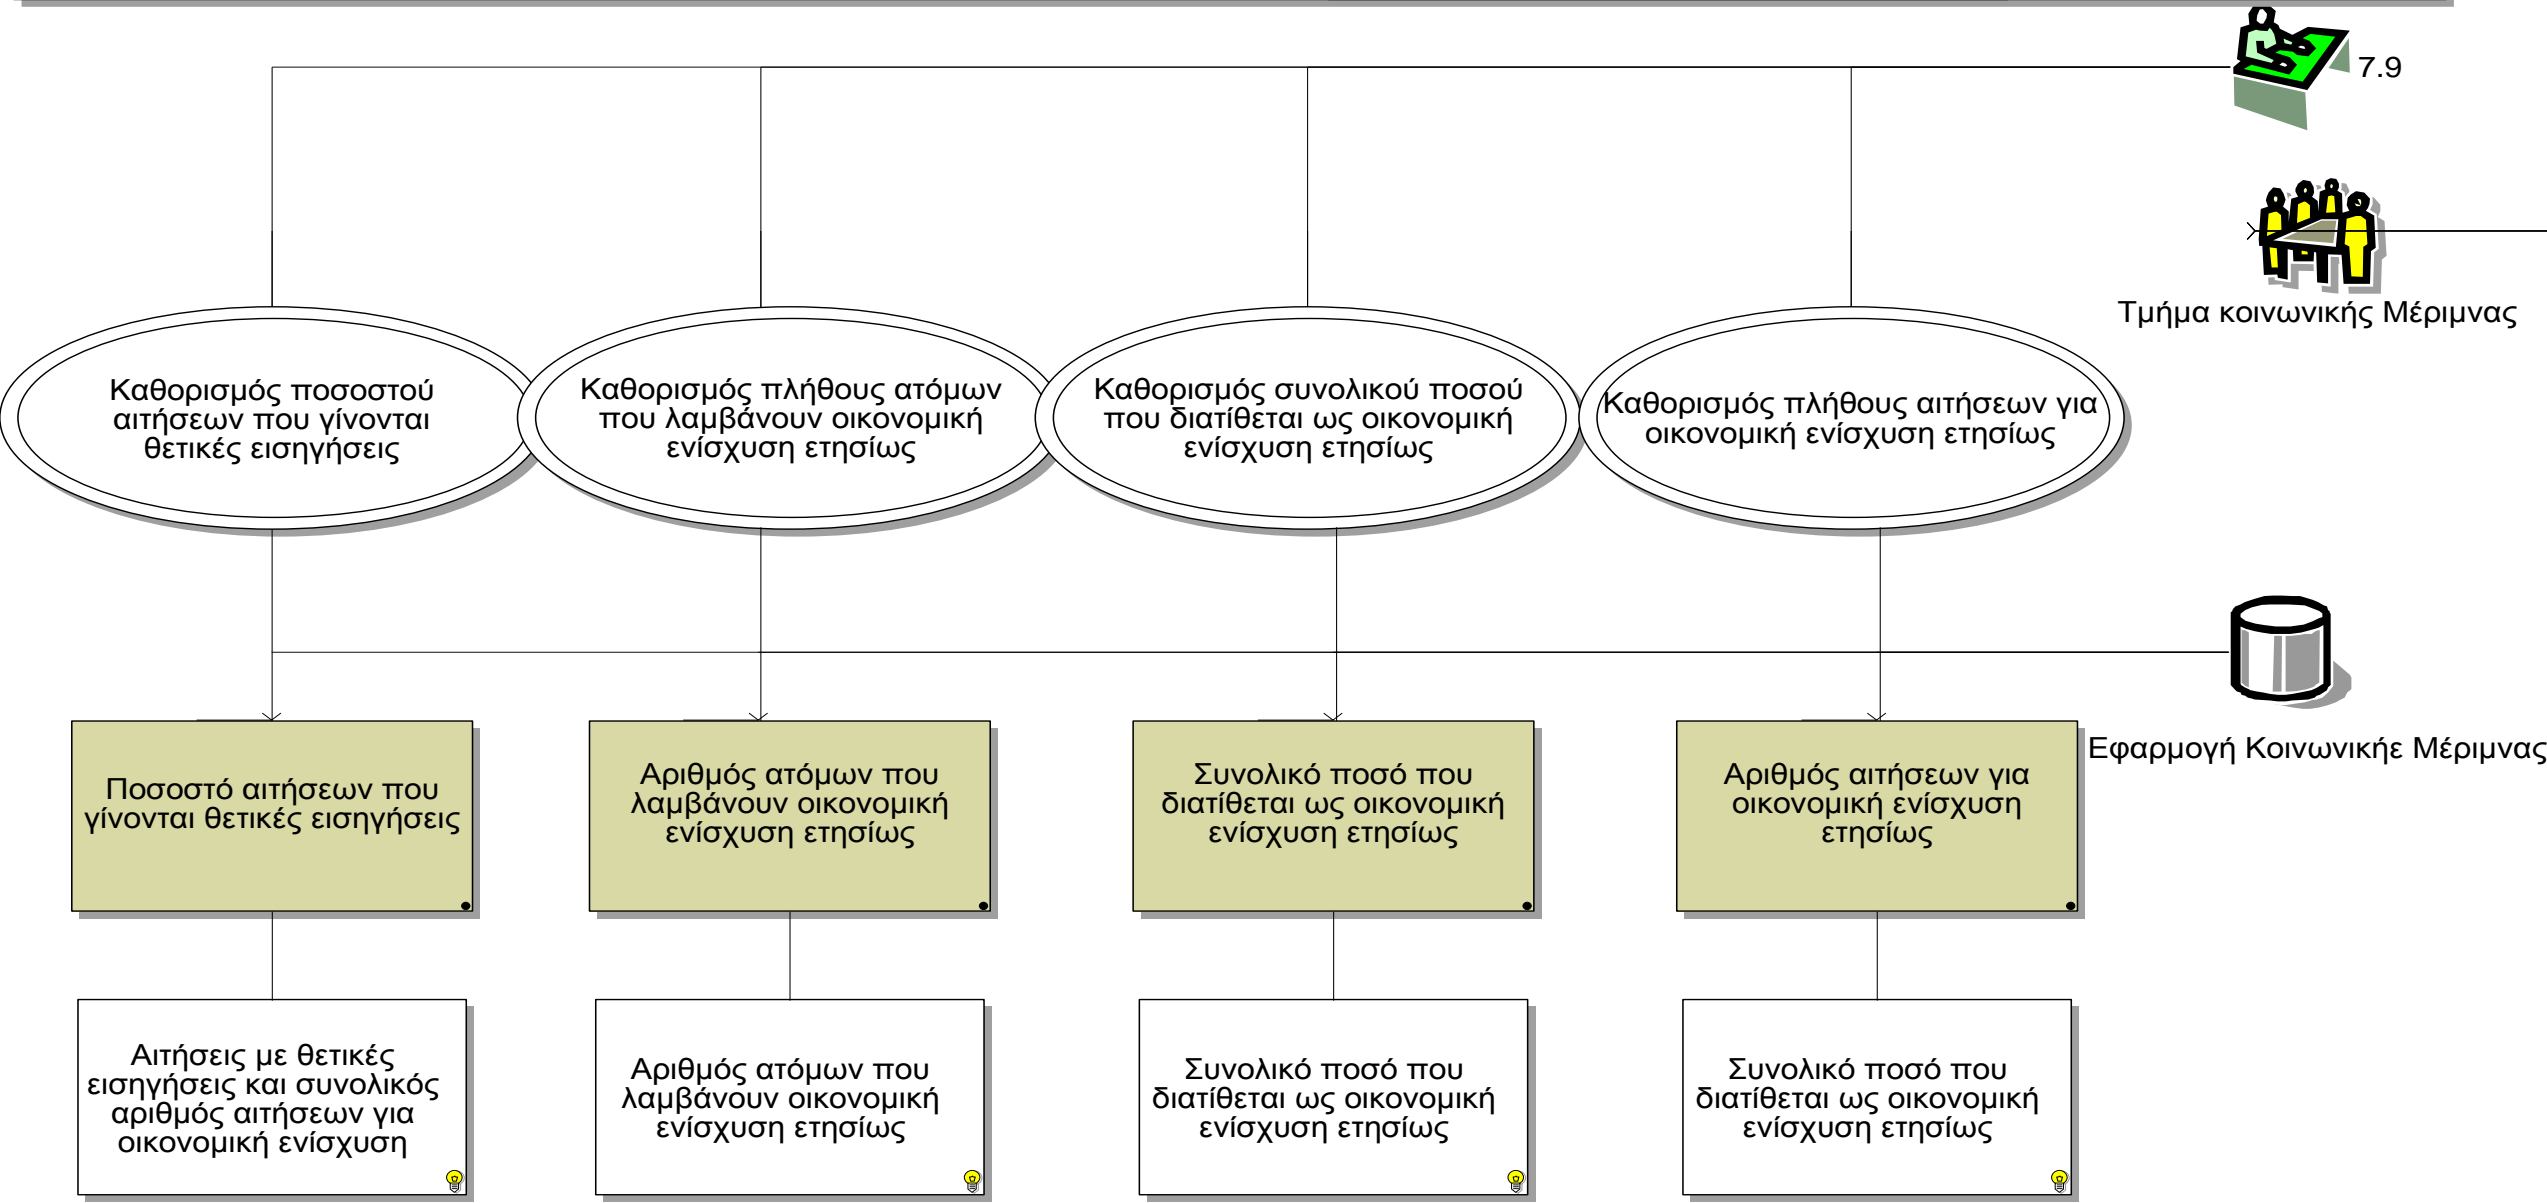 7.9
Τμήμα κοινωνικής Μέριμνας
Καθορισμός ποσοστού
αιτήσεων που γίνονται
θετικές εισηγήσεις
Καθορισμός πλήθους ατόμων
που λαμβάνουν οικονομική
ενίσχυση ετησίως
Καθορισμός συνολικού ποσού
που διατίθεται ως οικονομική
ενίσχυση ετησίως
Καθορισμός πλήθους αιτήσεων για
οικονομική ενίσχυση ετησίως
Εφαρμογή Κοινωνικήε Μέριμνας
Ποσοστό αιτήσεων που
γίνονται θετικές εισηγήσεις
Αριθμός ατόμων που
λαμβάνουν οικονομική
ενίσχυση ετησίως
Συνολικό ποσό που
διατίθεται ως οικονομική
ενίσχυση ετησίως
Αριθμός αιτήσεων για
οικονομική ενίσχυση
ετησίως
Αιτήσεις με θετικές
εισηγήσεις και συνολικός
αριθμός αιτήσεων για
οικονομική ενίσχυση
Αριθμός ατόμων που
λαμβάνουν οικονομική
ενίσχυση ετησίως
Συνολικό ποσό που
διατίθεται ως οικονομική
ενίσχυση ετησίως
Συνολικό ποσό που
διατίθεται ως οικονομική
ενίσχυση ετησίως